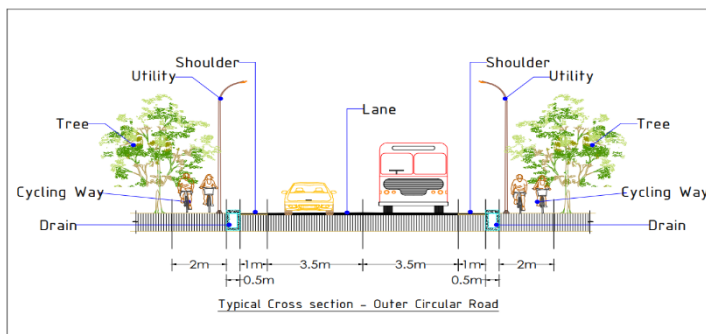 Shoulder
Shoulder
Utility
Utility
Tree
Lane
Tree
Cycling Way
Cycling Way
Drain
Drain
2m
1m
3.5m
3.5m
1m
2m
0.5m
0.5m
Typical Cross section - Outer Circular Road